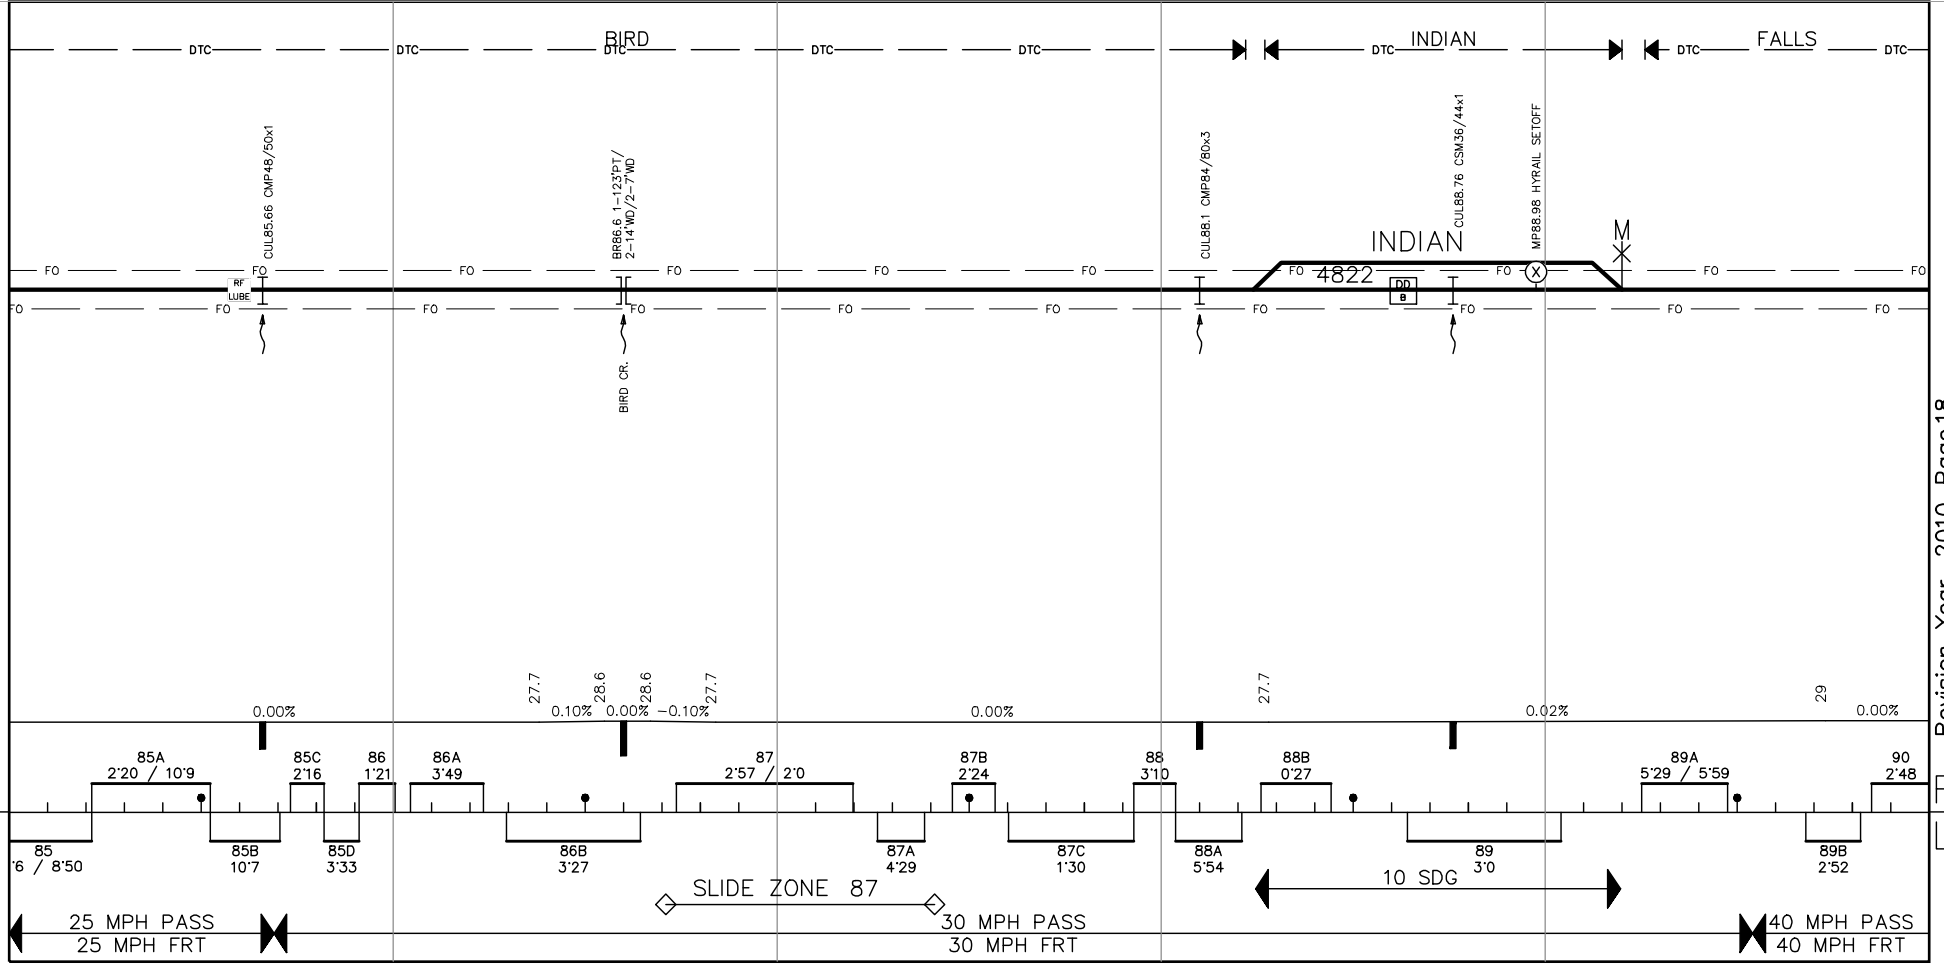 BIRD
INDIAN
FALLS
DTC
DTC
DTC
DTC
DTC
DTC
DTC
DTC
CUL85.66 CMP48/50x1
BR86.6 1-123'PT/
2-14'WD/2-7'WD
CUL88.1 CMP84/80x3
CUL88.76 CSM36/44x1
MP88.98 HYRAIL SETOFF
M
INDIAN
FO
FO
FO
FO
FO
FO
FO
FO
FO
FO
4822
RF
LUBE
DD
B
X
FO
FO
FO
FO
FO
FO
FO
FO
FO
FO
BIRD CR.
27.7
28.6
28.6
27.7
27.7
29
0.00%
0.10%
0.00%
-0.10%
0.00%
0.02%
0.00%
85A
2°20 / 10°9
85C
2°16
86
1°21
86A
3°49
87
2°57 / 2°0
87B
2°24
88
3°10
88B
0°27
89A
5°29 / 5°59
90
2°48
85
°6 / 8°50
85B
10°7
85D
3°33
86B
3°27
87A
4°29
87C
1°30
88A
5°54
89
3°0
89B
2°52
SLIDE ZONE 87
10 SDG
25 MPH PASS
25 MPH FRT
30 MPH PASS
30 MPH FRT
40 MPH PASS
40 MPH FRT
Revision Year 2010 Page18